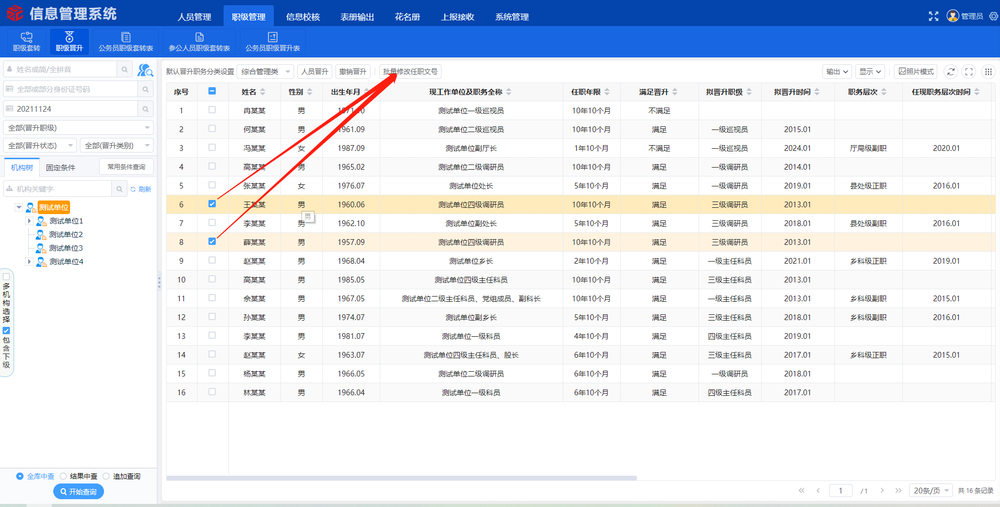 信息管理系统
人员管理 职级管理 信息校核 表册输出 花名册 上报接收 系统管理
管理员
职级套转 职级晋升 公务员职级套转表 参公人员职级套转表 公务员职级晋升表
姓名或简/全拼音
全部或部分身份证号码
20211124
全部(晋升职级)
全部(晋升状态) 全部(晋升类别)
机构树 固定条件 常用条件查询
机构关键字 刷新
测试单位
测试单位1
测试单位2
测试单位3
测试单位4
多机构选择
包含下级
全库中查 结果中查 追加查询
开始查询
默认晋升职务分类设置 综合管理类 人员晋升 撤销晋升 批量修改任职文号 输出 显示 照片模式
序号 姓名 性别 出生年月 现工作单位及职务全称 任职年限 满足晋升 拟晋升职级 拟晋升时间 职务层次 任现职务层次时间
1 冉某某 男 1971.10 测试单位一级巡视员 10年10个月 不满足
2 何某某 男 1961.09 测试单位二级巡视员 10年10个月 满足 一级巡视员 2015.01
3 冯某某 女 1987.09 测试单位副厅长 1年10个月 不满足 一级巡视员 2024.01 厅局级副职 2020.01
4 高某某 男 1965.02 测试单位二级调研员 10年10个月 满足 一级调研员 2014.01
5 张某某 女 1976.07 测试单位处长 5年10个月 满足 一级调研员 2019.01 县处级正职 2016.01
6 王某某 男 1960.06 测试单位四级调研员 10年10个月 满足 三级调研员 2013.01
男
7 李某某 男 1962.10 测试单位副处长 5年10个月 满足 三级调研员 2018.01 县处级副职 2016.01
8 薛某某 男 1957.09 测试单位四级调研员 10年10个月 满足 三级调研员 2013.01
9 赵某某 男 1968.04 测试单位乡长 2年10个月 满足 一级主任科员 2021.01 乡科级正职 2019.01
10 高某某 男 1985.05 测试单位四级主任科员 10年10个月 满足 三级主任科员 2013.01
11 余某某 男 1967.05 测试单位二级主任科员、党组成员、副科长 10年10个月 满足 一级主任科员 2013.01 乡科级副职 2015.01
12 孙某某 男 1974.07 测试单位副乡长 5年10个月 满足 三级主任科员 2018.01 乡科级副职 2016.01
13 李某某 男 1981.07 测试单位一级科员 4年10个月 满足 四级主任科员 2019.01
14 赵某某 女 1963.07 测试单位四级主任科员、股长 6年10个月 满足 三级主任科员 2017.01 乡科级正职 2015.01
15 杨某某 男 1966.05 测试单位二级调研员 6年10个月 满足 一级调研员 2018.01
16 林某某 男 1966.04 测试单位一级科员 6年10个月 满足 四级主任科员 2017.01
1 /1 20条/页 共 16 条记录